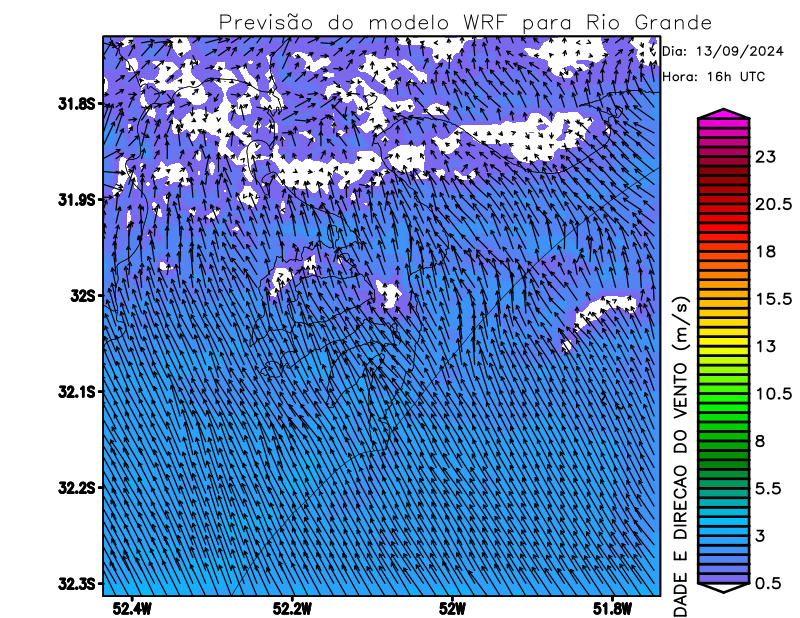 Previsão do modelo WRF para Rio Grande
Dia: 13/09/2024
Hora: 16h UTC
31.8S
31.9S
32S
32.1S
32.2S
32.3S
52.4W
52.2W
52W
51.8W
23
20.5
18
15.5
13
10.5
8
5.5
3
0.5
DADE E DIRECAO DO VENTO (m/s)